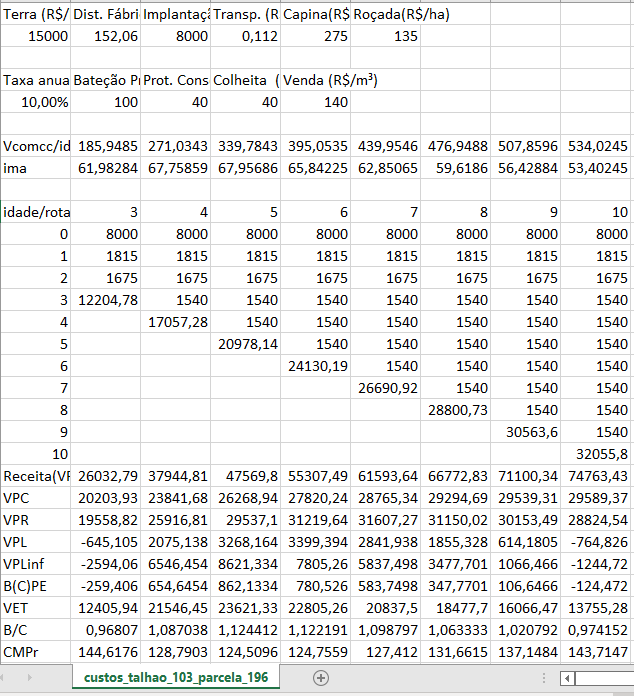 Terra (R$/ Dist. Fábri Implantaçã Transp. (R Capina(R$ Roçada(R$/ha)
15000 152,06 8000 0,112 275 135
Taxa anua Bateção Pr Prot. Cons Colheita ( Venda (R$/m³)
10,00% 100 40 40 140
Vcomcc/id 185,9485 271,0343 339,7843 395,0535 439,9546 476,9488 507,8596 534,0245
ima 61,98284 67,75859 67,95686 65,84225 62,85065 59,6186 56,42884 53,40245
idade/rota 3 4 5 6 7 8 9 10
0 8000 8000 8000 8000 8000 8000 8000 8000
1 1815 1815 1815 1815 1815 1815 1815 1815
2 1675 1675 1675 1675 1675 1675 1675 1675
3 12204,78 1540 1540 1540 1540 1540 1540 1540
4 17057,28 1540 1540 1540 1540 1540 1540
5 20978,14 1540 1540 1540 1540 1540
6 24130,19 1540 1540 1540 1540
7 26690,92 1540 1540 1540
8 28800,73 1540 1540
9 30563,6 1540
10 32055,8
Receita(VF 26032,79 37944,81 47569,8 55307,49 61593,64 66772,83 71100,34 74763,43
VPC 20203,93 23841,68 26268,94 27820,24 28765,34 29294,69 29539,31 29589,37
VPR 19558,82 25916,81 29537,1 31219,64 31607,27 31150,02 30153,49 28824,54
VPL -645,105 2075,138 3268,164 3399,394 2841,938 1855,328 614,1805 -764,826
VPLinf -2594,06 6546,454 8621,334 7805,26 5837,498 3477,701 1066,466 -1244,72
B(C)PE -259,406 654,6454 862,1334 780,526 583,7498 347,7701 106,6466 -124,472
VET 12405,94 21546,45 23621,33 22805,26 20837,5 18477,7 16066,47 13755,28
B/C 0,96807 1,087038 1,124412 1,122191 1,098797 1,063333 1,020792 0,974152
CMPr 144,6176 128,7903 124,5096 124,7559 127,412 131,6615 137,1484 143,7147
custos_talhao_103_parcela_196